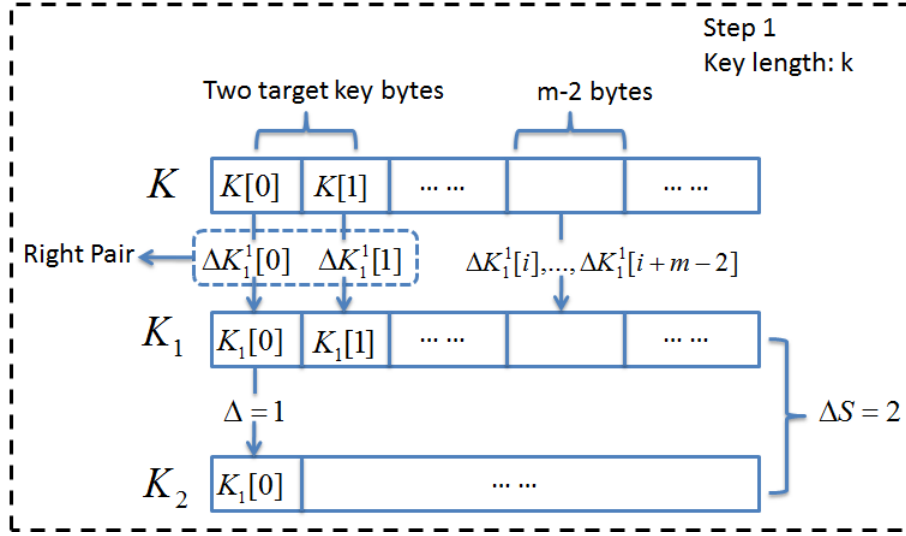 Step 1
Key length: k
Two target key bytes
m-2 bytes
K K[0] K[1] ... ... ... ...
Right Pair ΔK₁¹[0] ΔK₁¹[1] ΔK₁¹[i],...,ΔK₁¹[i+m−2]
K₁ K₁[0] K₁[1] ... ... ... ...
Δ=1
ΔS=2
K₂ K₁[0] ... ...